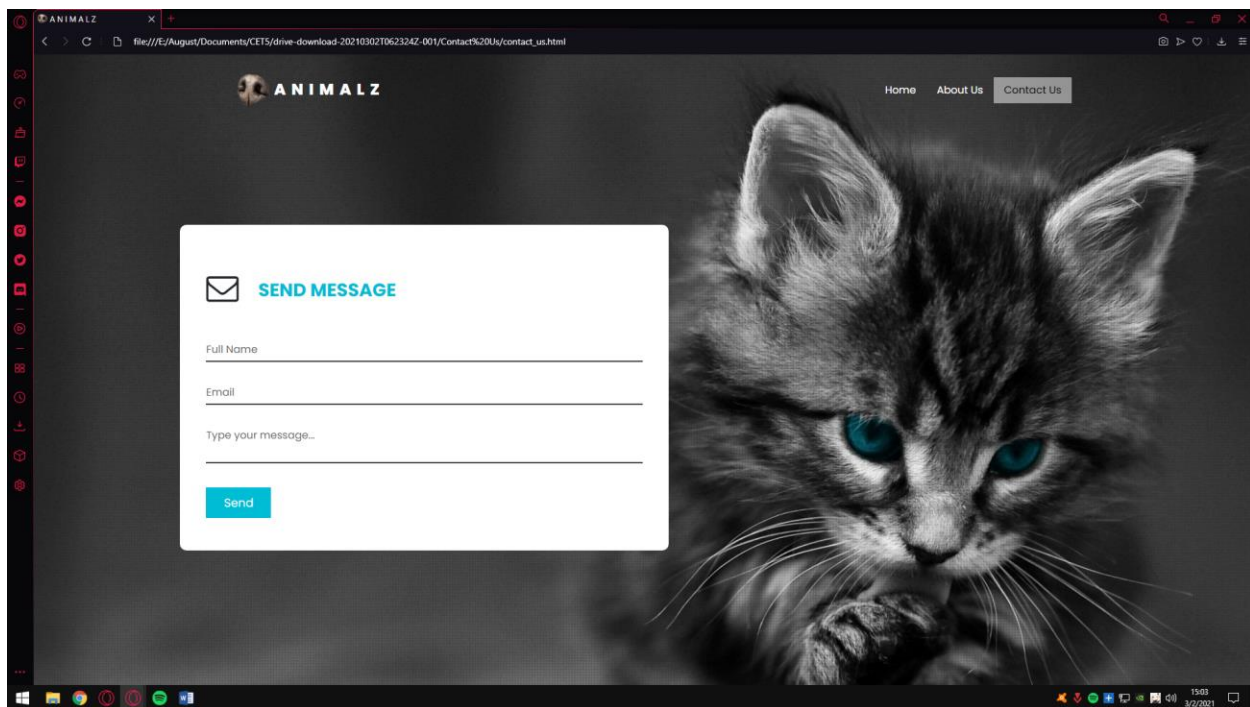 ANIMALZ
file:///E:/August/Documents/CET5/drive-download-20210302T062324Z-001/Contact%20Us/contact_us.html
ANIMALZ
Home About Us Contact Us
SEND MESSAGE
Full Name
Email
Type your message...
Send
15:03
3/2/2021